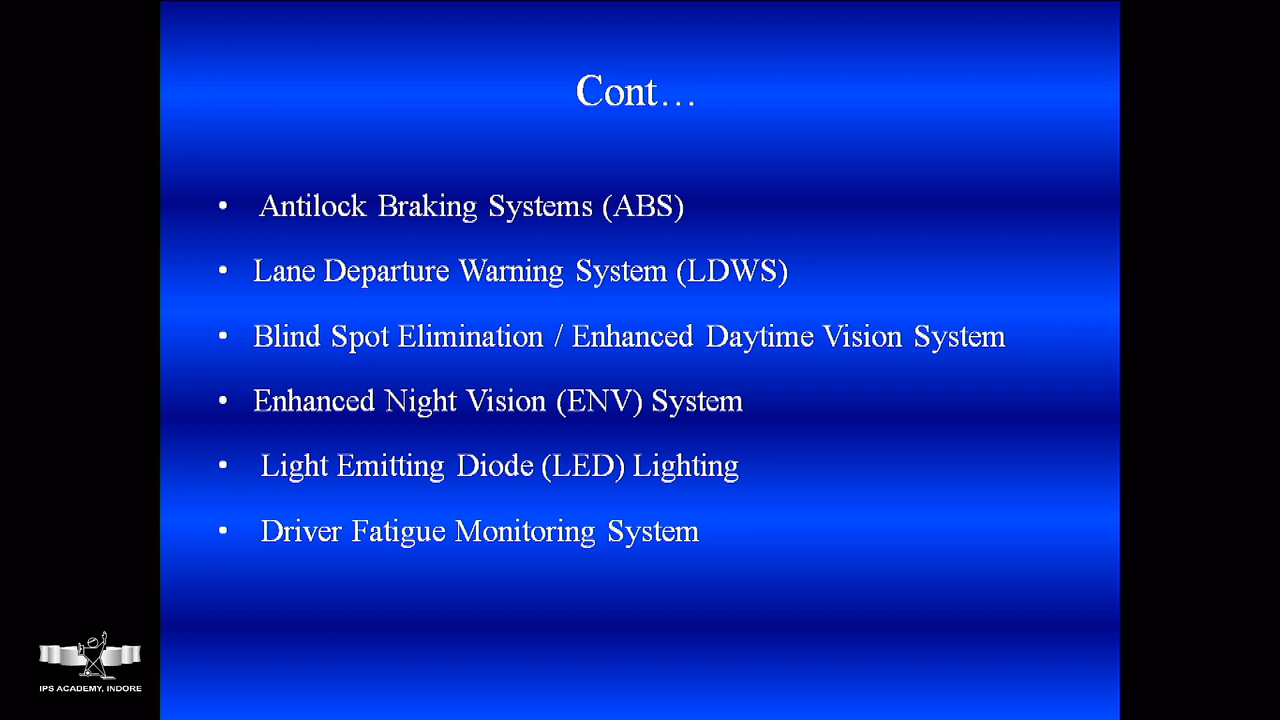 Cont…
• Antilock Braking Systems (ABS)
• Lane Departure Warning System (LDWS)
• Blind Spot Elimination / Enhanced Daytime Vision System
• Enhanced Night Vision (ENV) System
• Light Emitting Diode (LED) Lighting
• Driver Fatigue Monitoring System
IPS ACADEMY, INDORE